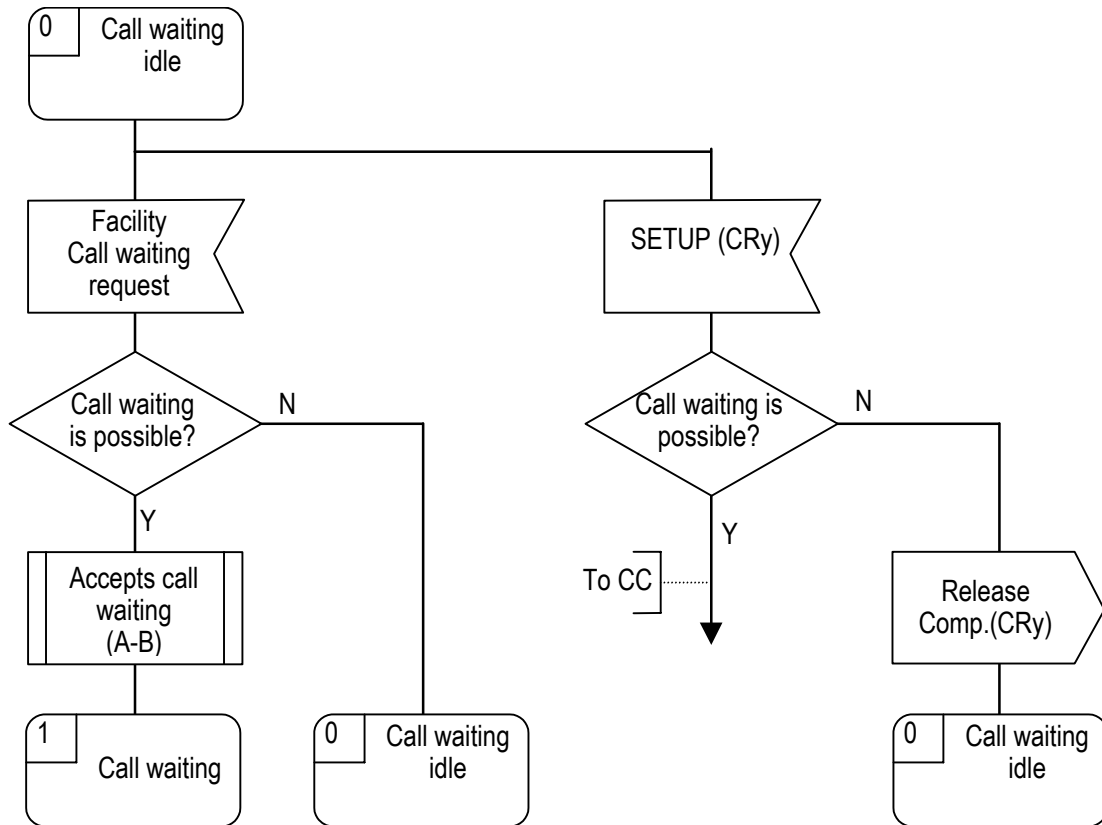 0
Call waiting
idle
Facility
Call waiting
request
SETUP (CRy)
Call waiting
is possible?
N
Call waiting is
possible?
N
Y
Y
To CC
Accepts call
waiting
(A-B)
Release
Comp.(CRy)
1
Call waiting
0
Call waiting
idle
0
Call waiting
idle